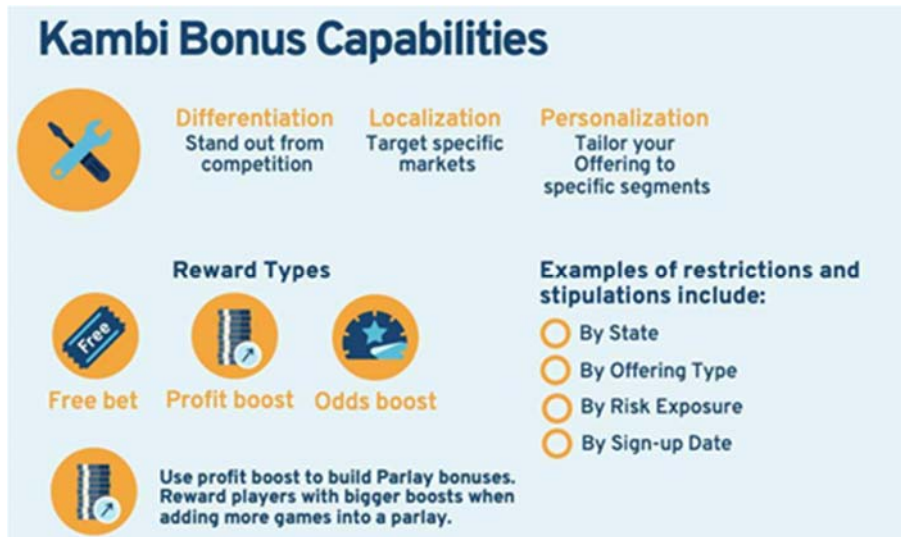 Kambi Bonus Capabilities
Differentiation
Stand out from
competition
Localization
Target specific
markets
Personalization
Tailor your
Offering to
specific segments
Reward Types
Free
Free bet
Profit boost
Odds boost
Use profit boost to build Parlay bonuses.
Reward players with bigger boosts when
adding more games into a parlay.
Examples of restrictions and
stipulations include:
By State
By Offering Type
By Risk Exposure
By Sign-up Date